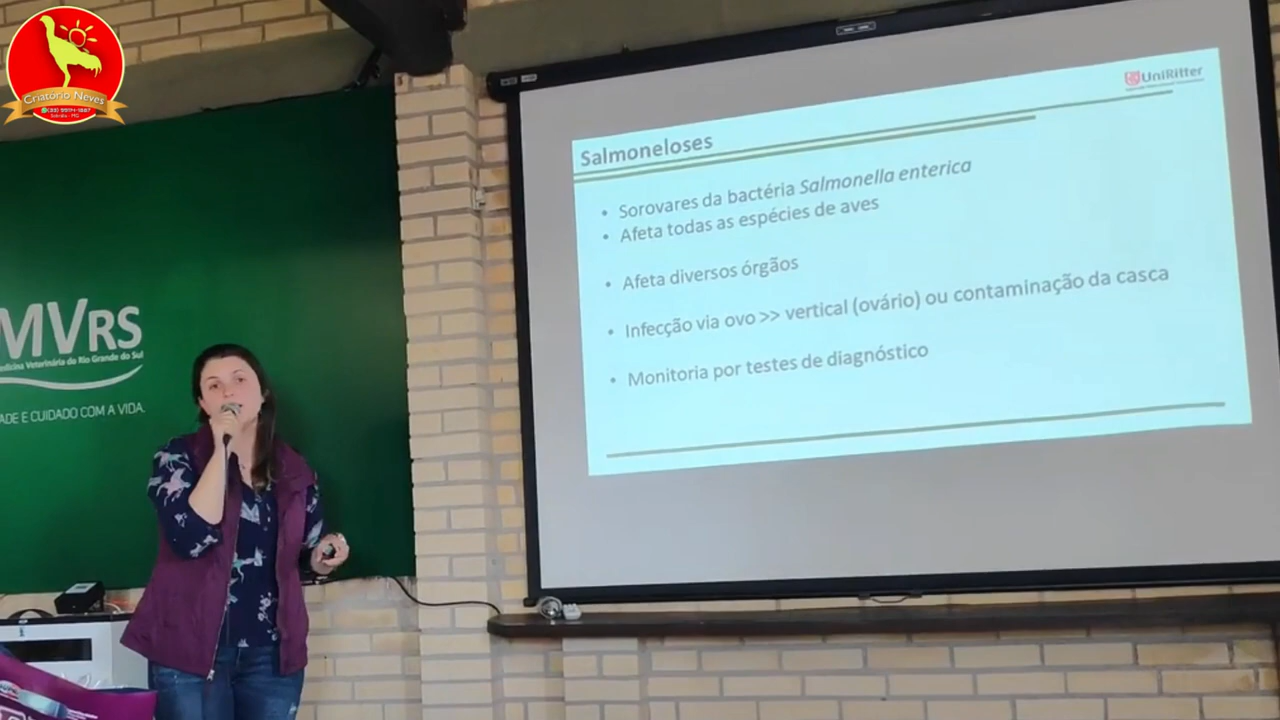 Criatório Neves
UniRitter
Salmoneloses
• Sorovares da bactéria Salmonella enterica
• Afeta todas as espécies de aves
• Afeta diversos órgãos
• Infecção via ovo >> vertical (ovário) ou contaminação da casca
• Monitoria por testes de diagnóstico
MVRS
Medicina Veterinária do Rio Grande do Sul
ADE E CUIDADO COM A VIDA.